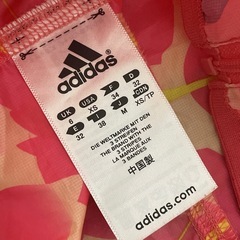 adidas
UK USA F D CN
6 XS 34 32 XS/TP
E I J M
32 38 M
DIE WELTMARKE MIT DEN
3 STREIFEN
THE BRAND WITH THE
3 STRIPES
LA MARQUE AUX
3 BANDES
中国製
adidas.com